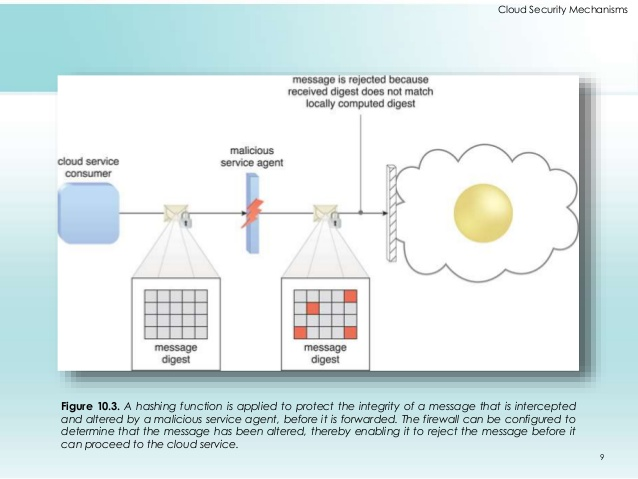 Cloud Security Mechanisms
message is rejected because
received digest does not match
locally computed digest
malicious
service agent
cloud service
consumer
message
digest
message
digest
Figure 10.3. A hashing function is applied to protect the integrity of a message that is intercepted
and altered by a malicious service agent, before it is forwarded. The firewall can be configured to
determine that the message has been altered, thereby enabling it to reject the message before it
can proceed to the cloud service.
9